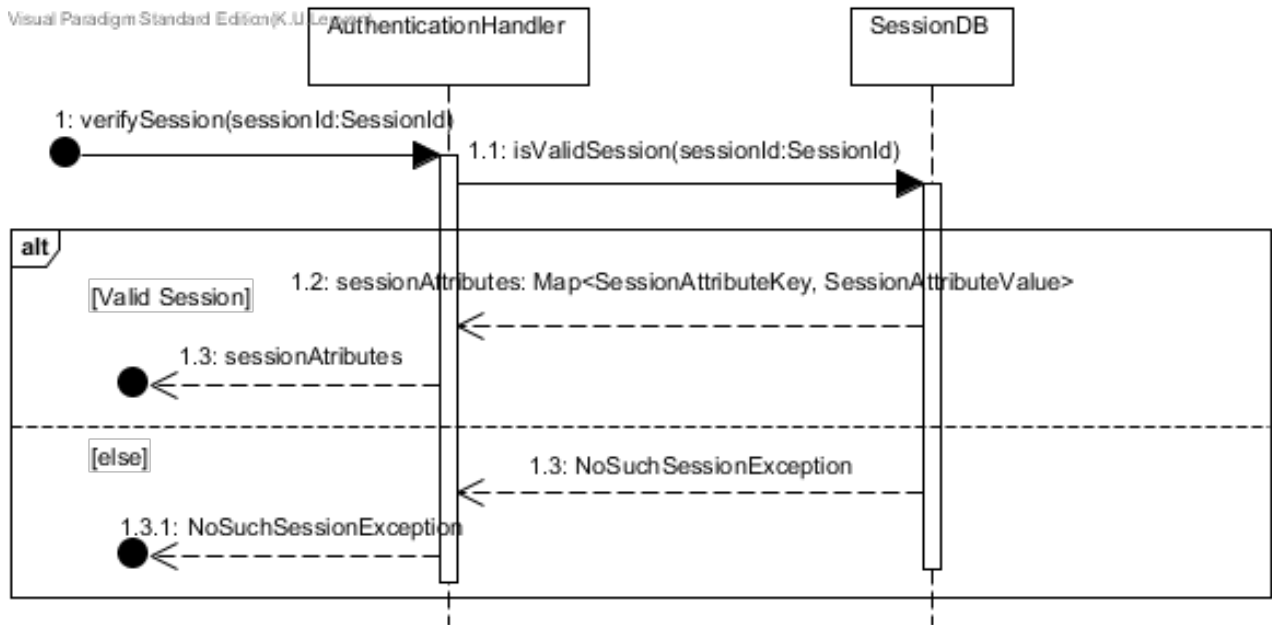 Visual Paradigm Standard Edition(K.U.Leuven)
AuthenticationHandler
SessionDB
1: verifySession(sessionId:SessionId)
1.1: isValidSession(sessionId:SessionId)
alt
[Valid Session]
1.2: sessionAttributes: Map<SessionAttributeKey, SessionAttributeValue>
1.3: sessionAtributes
[else]
1.3: NoSuchSessionException
1.3.1: NoSuchSessionException